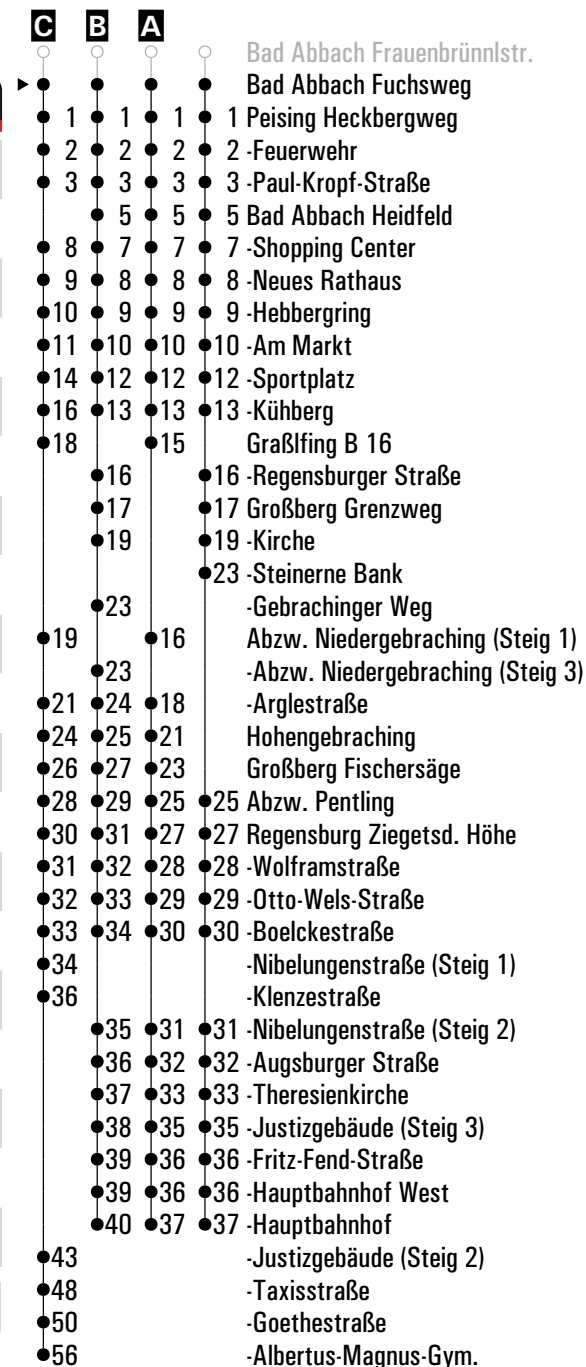 C B A
Bad Abbach Frauenbrünnlstr.
Bad Abbach Fuchsweg
1 1 1 1 Peising Heckbergweg
2 2 2 2 -Feuerwehr
3 3 3 3 -Paul-Kropf-Straße
5 5 5 Bad Abbach Heidfeld
8 7 7 7 -Shopping Center
9 8 8 8 -Neues Rathaus
10 9 9 9 -Hebbergring
11 10 10 10 -Am Markt
14 12 12 12 -Sportplatz
16 13 13 13 -Kühberg
18 15 Graßlfing B 16
16 16 -Regensburger Straße
17 17 Großberg Grenzweg
19 19 -Kirche
23 -Steinerne Bank
23 -Gebrachinger Weg
19 16 Abzw. Niedergebraching (Steig 1)
23 -Abzw. Niedergebraching (Steig 3)
21 24 18 -Arglestraße
24 25 21 Hohengebraching
26 27 23 Großberg Fischersäge
28 29 25 25 Abzw. Pentling
30 31 27 27 Regensburg Ziegetsd. Höhe
31 32 28 28 -Wolframstraße
32 33 29 29 -Otto-Wels-Straße
33 34 30 30 -Boelckestraße
34 -Nibelungenstraße (Steig 1)
36 -Klenzestraße
35 31 31 -Nibelungenstraße (Steig 2)
36 32 32 -Augsburger Straße
37 33 33 -Theresienkirche
38 35 35 -Justizgebäude (Steig 3)
39 36 36 -Fritz-Fend-Straße
39 36 36 -Hauptbahnhof West
40 37 37 -Hauptbahnhof
43 -Justizgebäude (Steig 2)
48 -Taxisstraße
50 -Goethestraße
56 -Albertus-Magnus-Gym.